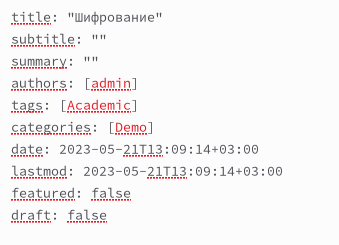 title: "Шифрование"
subtitle: ""
summary: ""
authors: [admin]
tags: [Academic]
categories: [Demo]
date: 2023-05-21T13:09:14+03:00
lastmod: 2023-05-21T13:09:14+03:00
featured: false
draft: false